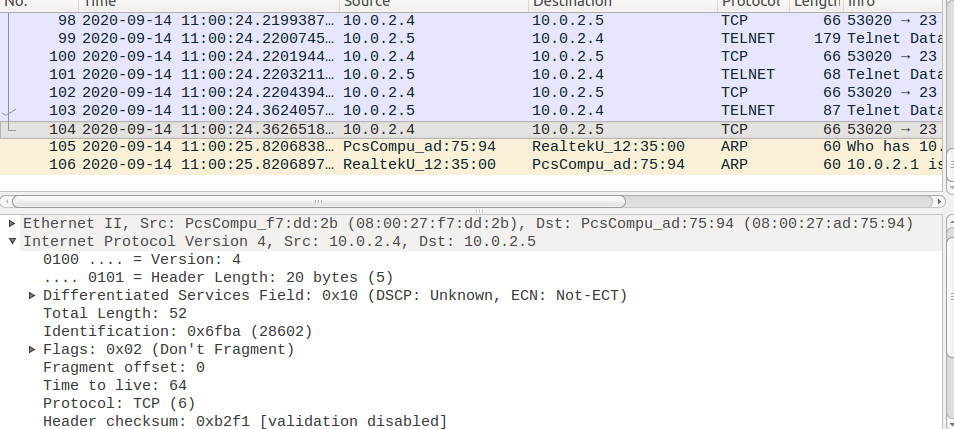 No. Time Source Destination Protocol Length Info
98 2020-09-14 11:00:24.2199387… 10.0.2.4 10.0.2.5 TCP 66 53020 → 23
99 2020-09-14 11:00:24.2200745… 10.0.2.5 10.0.2.4 TELNET 179 Telnet Data
100 2020-09-14 11:00:24.2201944… 10.0.2.4 10.0.2.5 TCP 66 53020 → 23
101 2020-09-14 11:00:24.2203211… 10.0.2.5 10.0.2.4 TELNET 68 Telnet Data
102 2020-09-14 11:00:24.2204394… 10.0.2.4 10.0.2.5 TCP 66 53020 → 23
103 2020-09-14 11:00:24.3624057… 10.0.2.5 10.0.2.4 TELNET 87 Telnet Data
104 2020-09-14 11:00:24.3626518… 10.0.2.4 10.0.2.5 TCP 66 53020 → 23
105 2020-09-14 11:00:25.8206838… PcsCompu_ad:75:94 RealtekU_12:35:00 ARP 60 Who has 10.
106 2020-09-14 11:00:25.8206897… RealtekU_12:35:00 PcsCompu_ad:75:94 ARP 60 10.0.2.1 is
Ethernet II, Src: PcsCompu_f7:dd:2b (08:00:27:f7:dd:2b), Dst: PcsCompu_ad:75:94 (08:00:27:ad:75:94)
Internet Protocol Version 4, Src: 10.0.2.4, Dst: 10.0.2.5
0100 .... = Version: 4
.... 0101 = Header Length: 20 bytes (5)
Differentiated Services Field: 0x10 (DSCP: Unknown, ECN: Not-ECT)
Total Length: 52
Identification: 0x6fba (28602)
Flags: 0x02 (Don't Fragment)
Fragment offset: 0
Time to live: 64
Protocol: TCP (6)
Header checksum: 0xb2f1 [validation disabled]